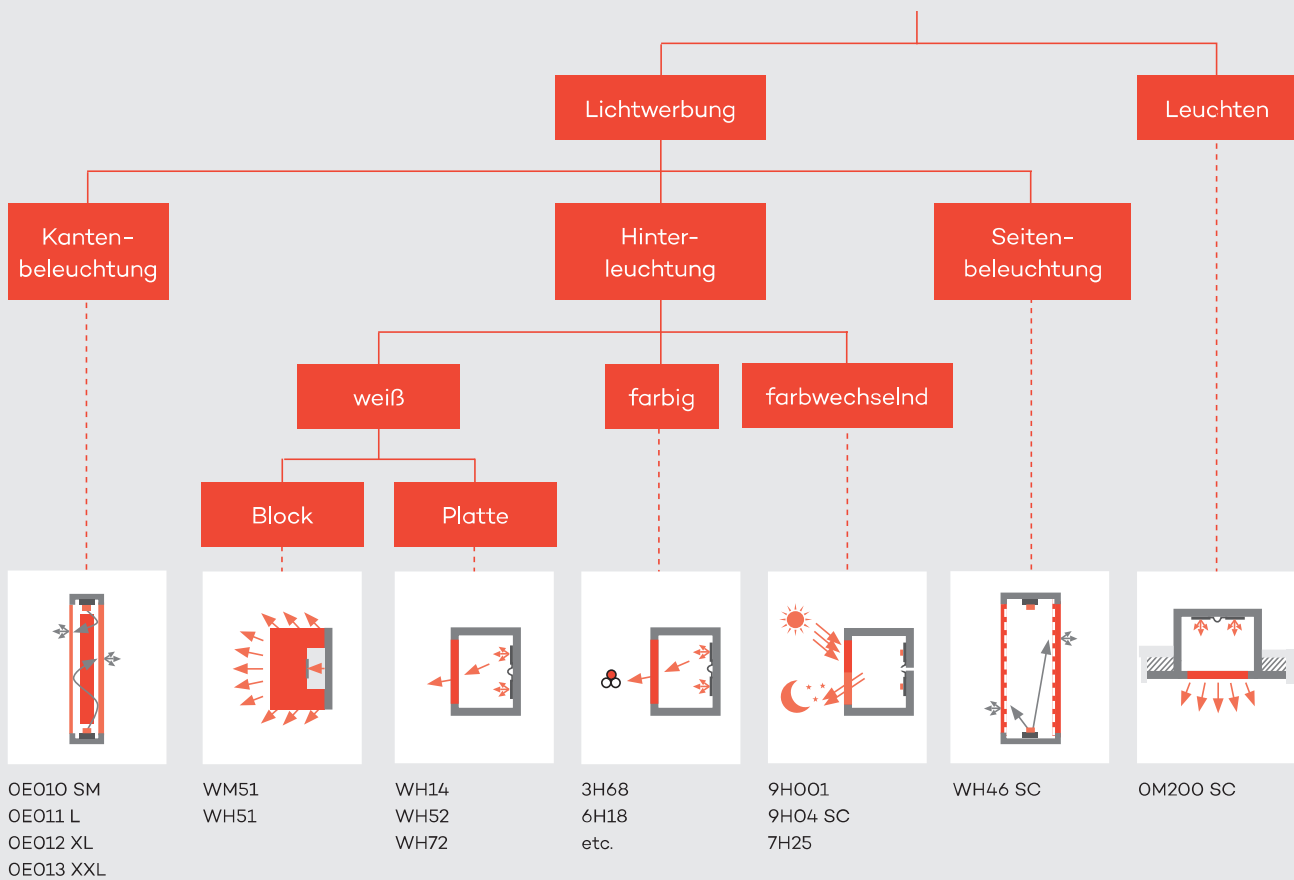 Lichtwerbung
Leuchten
Kanten-
beleuchtung
Hinter-
leuchtung
Seiten-
beleuchtung
weiß
farbig
farbwechselnd
Block
Platte
0E010 SM
0E011 L
0E012 XL
0E013 XXL
WM51
WH51
WH14
WH52
WH72
3H68
6H18
etc.
9H001
9H04 SC
7H25
WH46 SC
0M200 SC